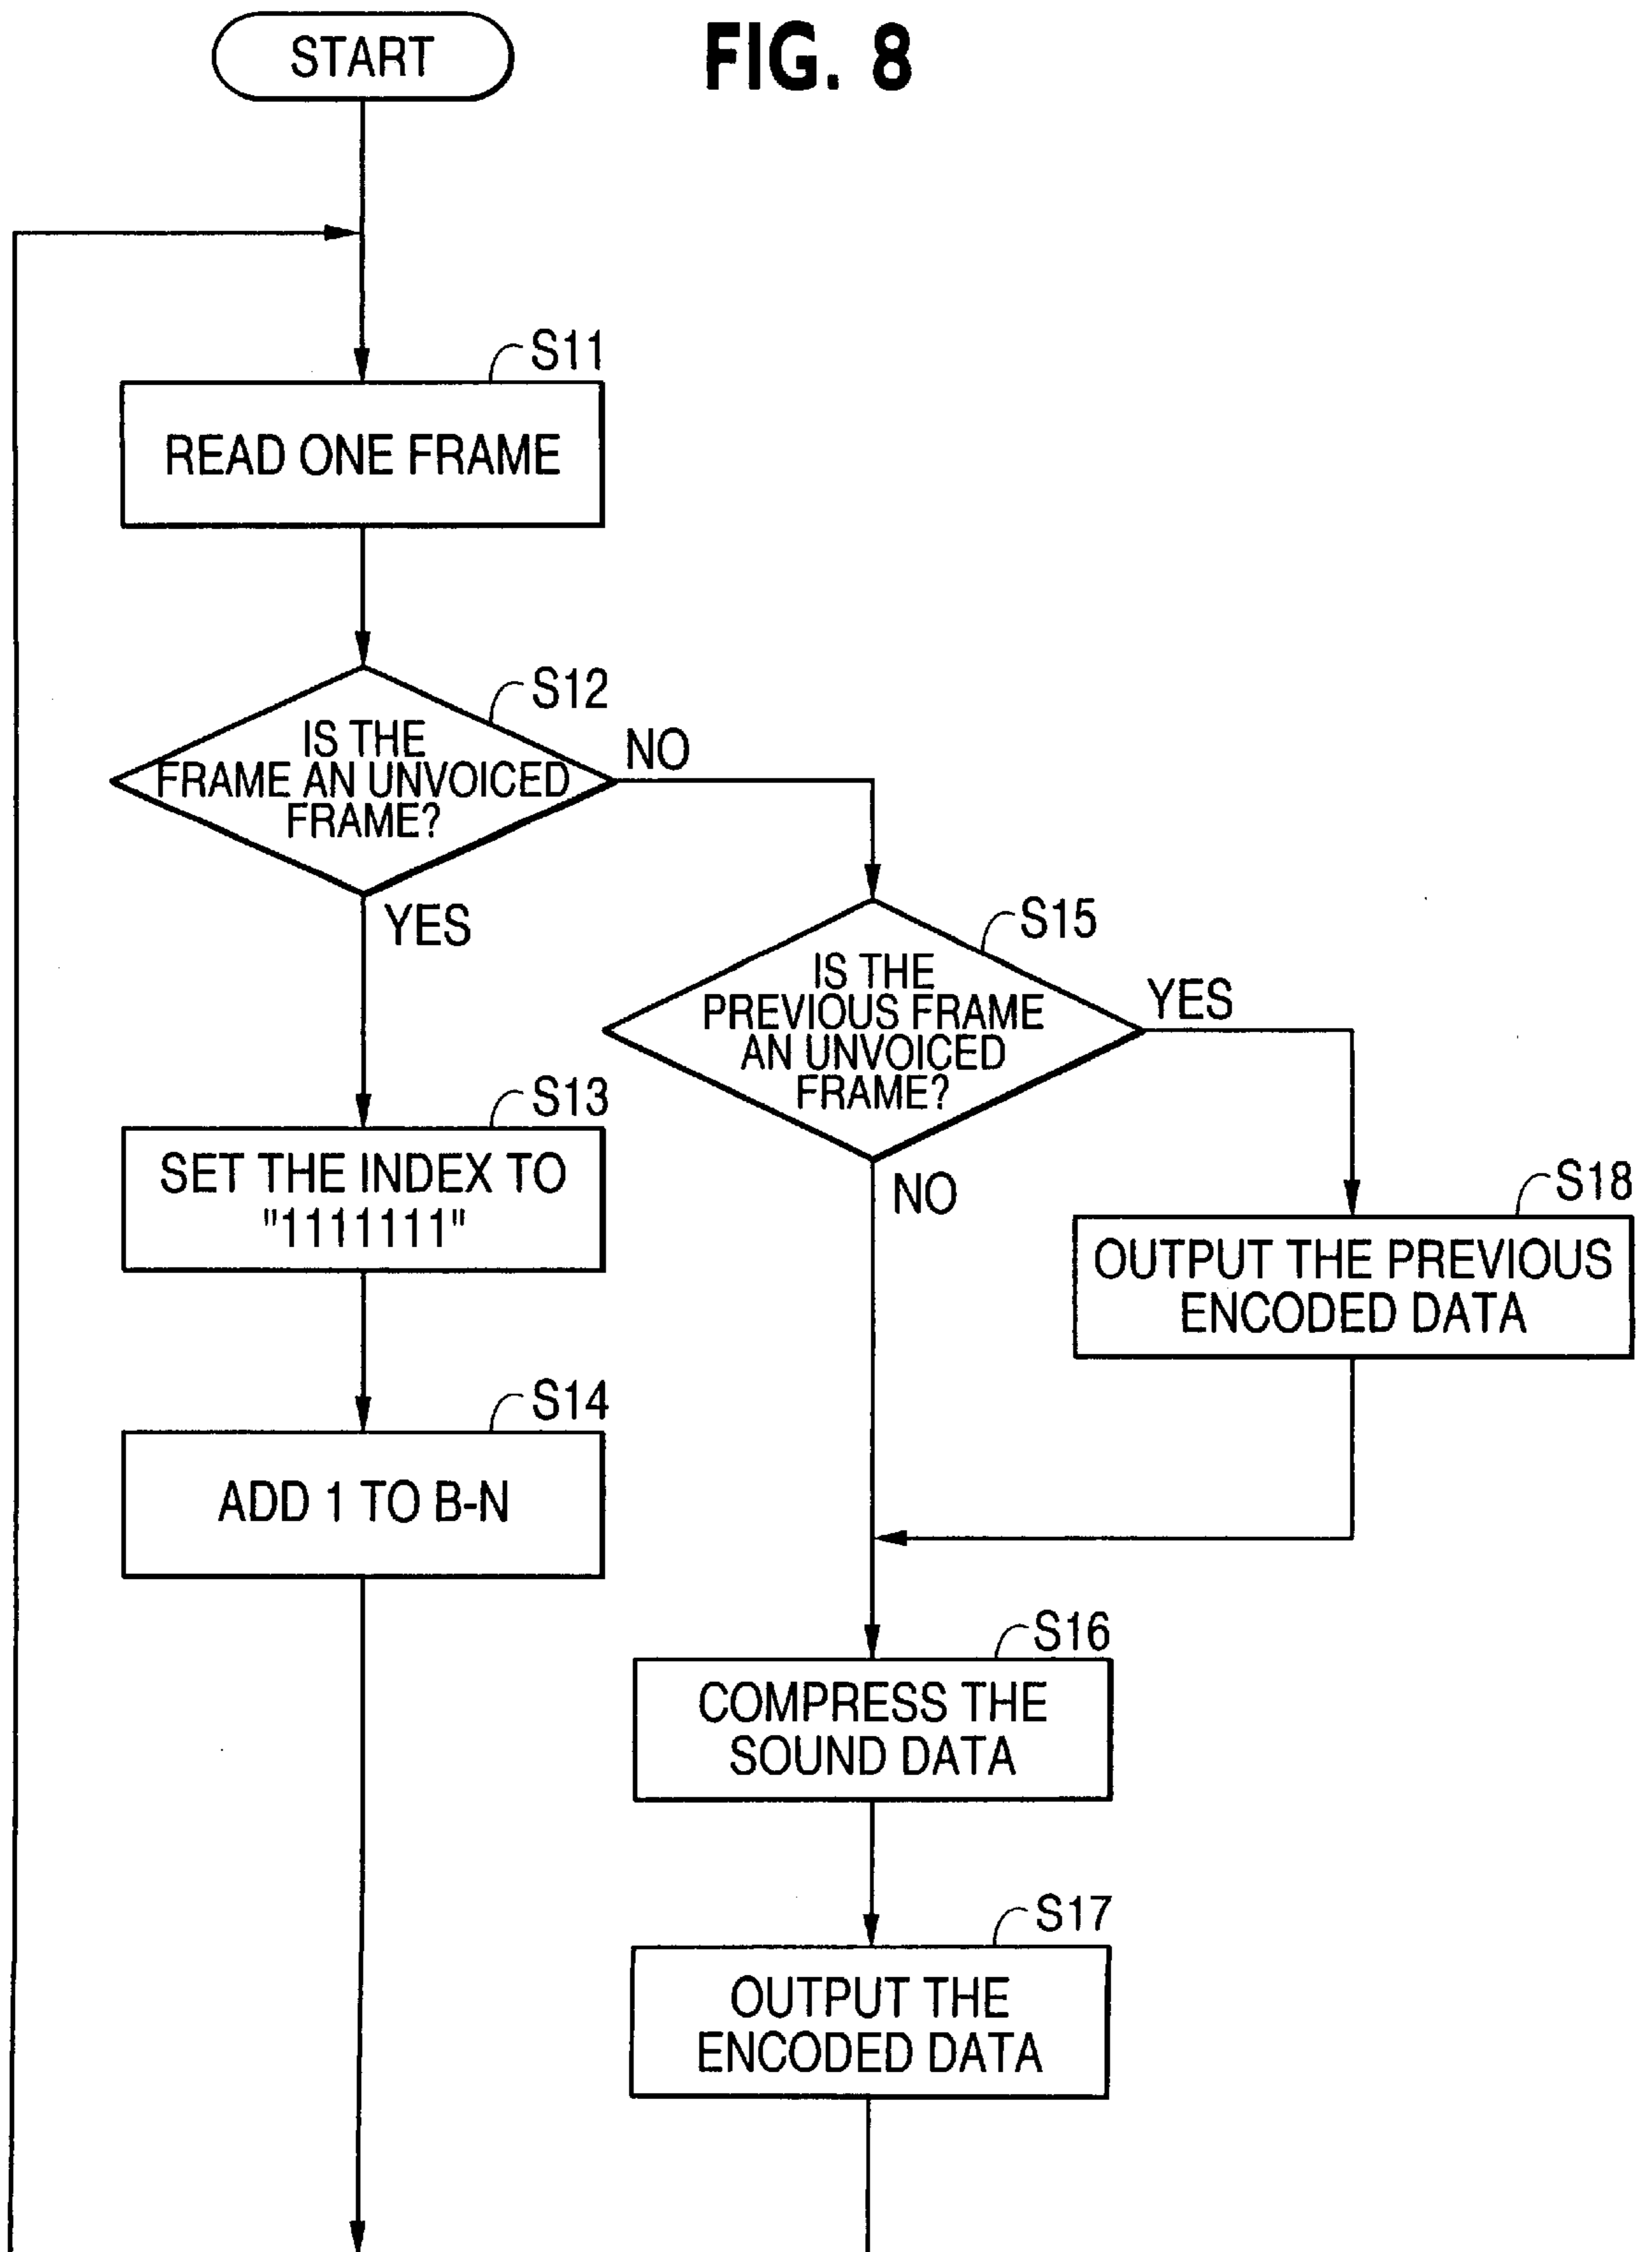 START
FIG. 8
S11
READ ONE FRAME
S12
IS THE
FRAME AN UNVOICED
FRAME?
NO
YES
S15
IS THE
PREVIOUS FRAME
AN UNVOICED
FRAME?
YES
NO
S13
SET THE INDEX TO
"1111111"
S18
OUTPUT THE PREVIOUS
ENCODED DATA
S14
ADD 1 TO B-N
S16
COMPRESS THE
SOUND DATA
S17
OUTPUT THE
ENCODED DATA